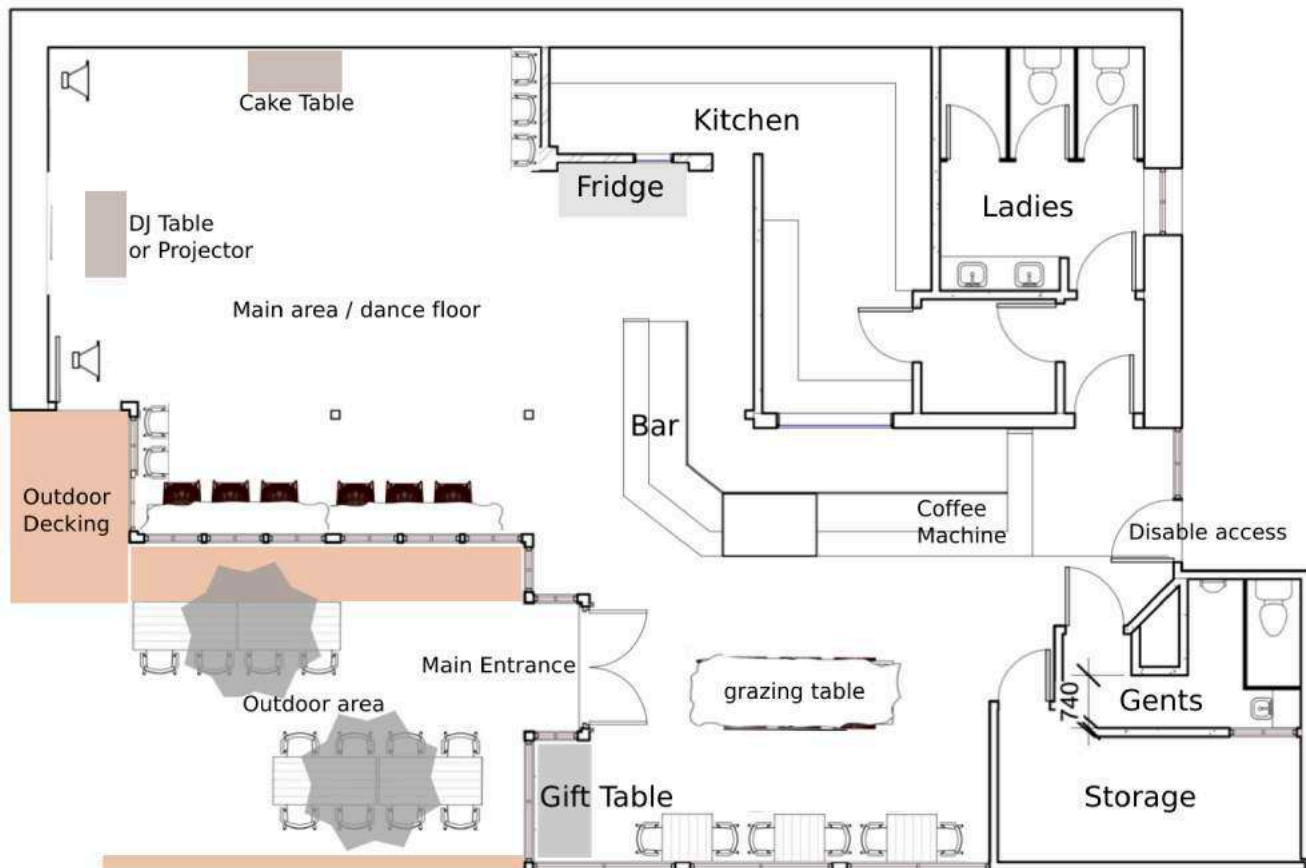 Cake Table
Kitchen
Fridge
Ladies
DJ Table
or Projector
Main area / dance floor
Bar
Outdoor
Decking
Coffee
Machine
Disable access
Main Entrance
grazing table
Outdoor area
740
Gents
Gift Table
Storage